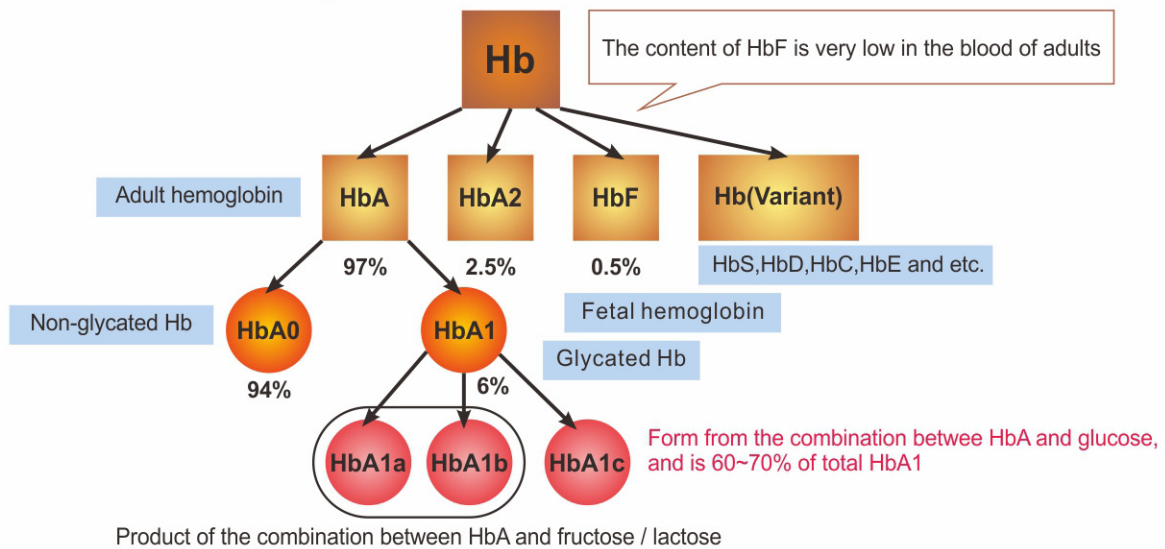 Hb
The content of HbF is very low in the blood of adults
Adult hemoglobin
HbA
HbA2
HbF
Hb(Variant)
97%
2.5%
0.5%
HbS,HbD,HbC,HbE and etc.
Non-glycated Hb
HbA0
HbA1
Fetal hemoglobin
Glycated Hb
94%
6%
HbA1a
HbA1b
HbA1c
Form from the combination betwee HbA and glucose,
and is 60~70% of total HbA1
Product of the combination between HbA and fructose / lactose